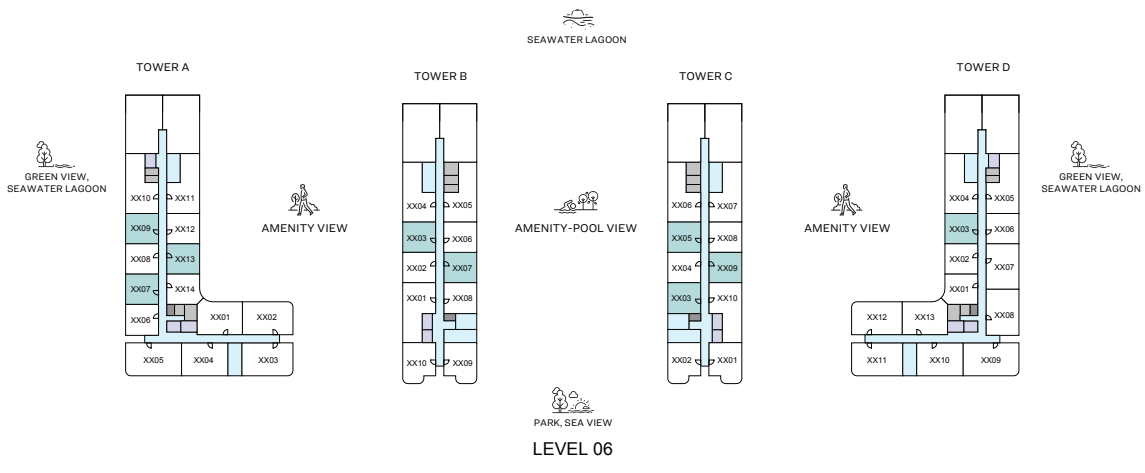 SEAWATER LAGOON
TOWER A
TOWER B
TOWER C
TOWER D
GREEN VIEW,
SEAWATER LAGOON
AMENITY VIEW
AMENITY-POOL VIEW
AMENITY VIEW
GREEN VIEW,
SEAWATER LAGOON
XX10 XX11
XX09 XX12
XX08 XX13
XX07 XX14
XX06 XX01 XX02
XX05 XX04 XX03
XX04 XX05
XX03 XX06
XX02 XX07
XX01 XX08
XX10 XX09
XX06 XX07
XX05 XX08
XX04 XX09
XX03 XX10
XX02 XX01
XX04 XX05
XX03 XX06
XX02 XX07
XX01
XX08
XX12 XX13
XX11 XX10 XX09
PARK, SEA VIEW
LEVEL 06